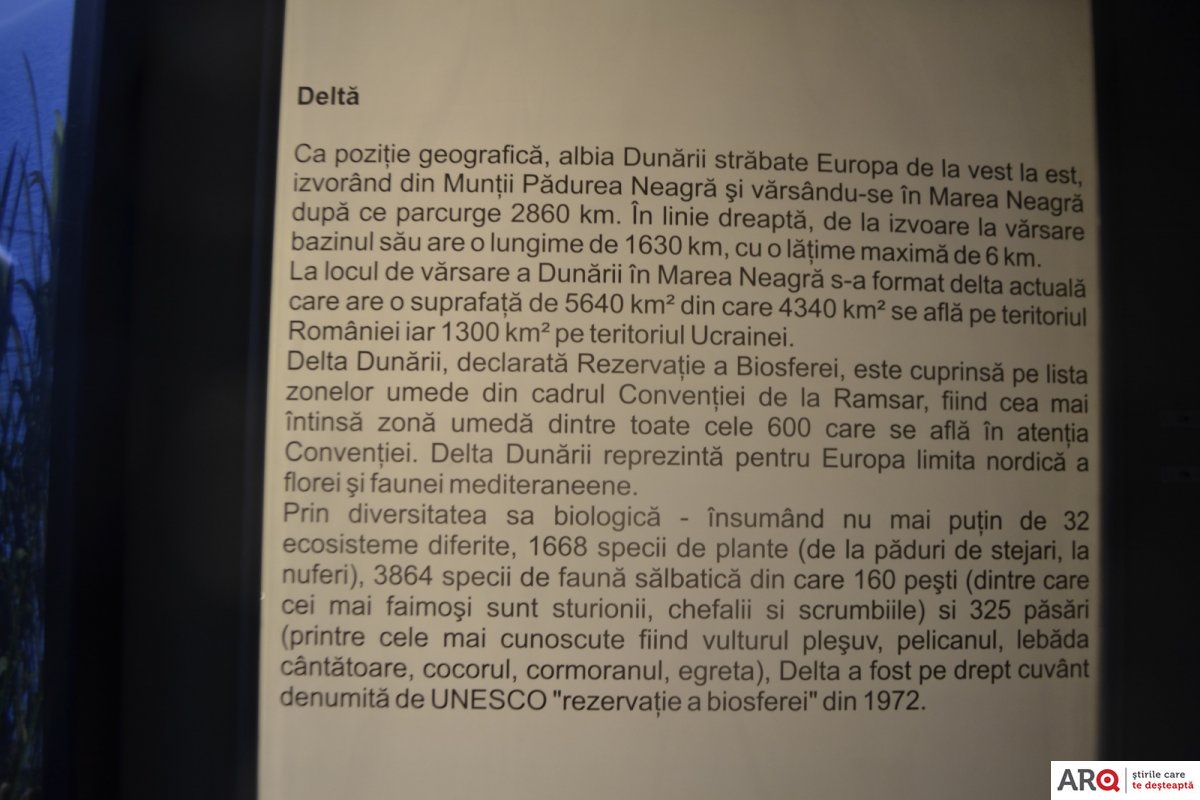 Deltă
Ca poziție geografică, albia Dunării străbate Europa de la vest la est,
izvorând din Munții Pădurea Neagră şi vărsându-se în Marea Neagră
după ce parcurge 2860 km. În linie dreaptă, de la izvoare la vărsare
bazinul său are o lungime de 1630 km, cu o lățime maximă de 6 km.
La locul de vărsare a Dunării în Marea Neagră s-a format delta actuală
care are o suprafață de 5640 km² din care 4340 km² se află pe teritoriul
României iar 1300 km² pe teritoriul Ucrainei.
Delta Dunării, declarată Rezervație a Biosferei, este cuprinsă pe lista
zonelor umede din cadrul Convenției de la Ramsar, fiind cea mai
întinsă zonă umedă dintre toate cele 600 care se află în atenția
Convenției. Delta Dunării reprezintă pentru Europa limita nordică a
florei şi faunei mediteraneene.
Prin diversitatea sa biologică - însumând nu mai puțin de 32
ecosisteme diferite, 1668 specii de plante (de la păduri de stejari, la
nuferi), 3864 specii de faună sălbatică din care 160 peşti (dintre care
cei mai faimoşi sunt sturionii, chefalii si scrumbiile) si 325 păsări
(printre cele mai cunoscute fiind vulturul pleşuv, pelicanul, lebăda
cântătoare, cocorul, cormoranul, egreta), Delta a fost pe drept cuvânt
denumită de UNESCO "rezervație a biosferei" din 1972.
ARQ știrile care
te deșteaptă